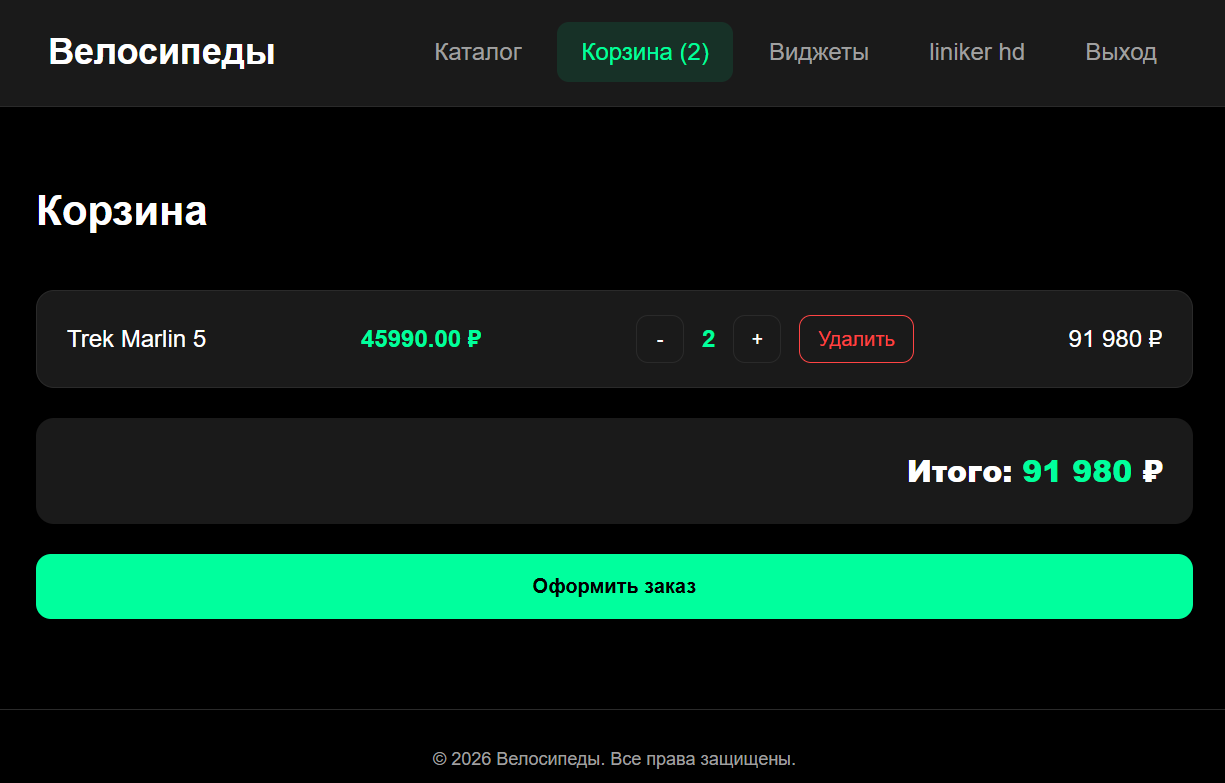 Велосипеды Каталог Корзина (2) Виджеты liniker hd Выход
Корзина
Trek Marlin 5 45990.00 ₽ - 2 + Удалить 91 980 ₽
Итого: 91 980 ₽
Оформить заказ
© 2026 Велосипеды. Все права защищены.